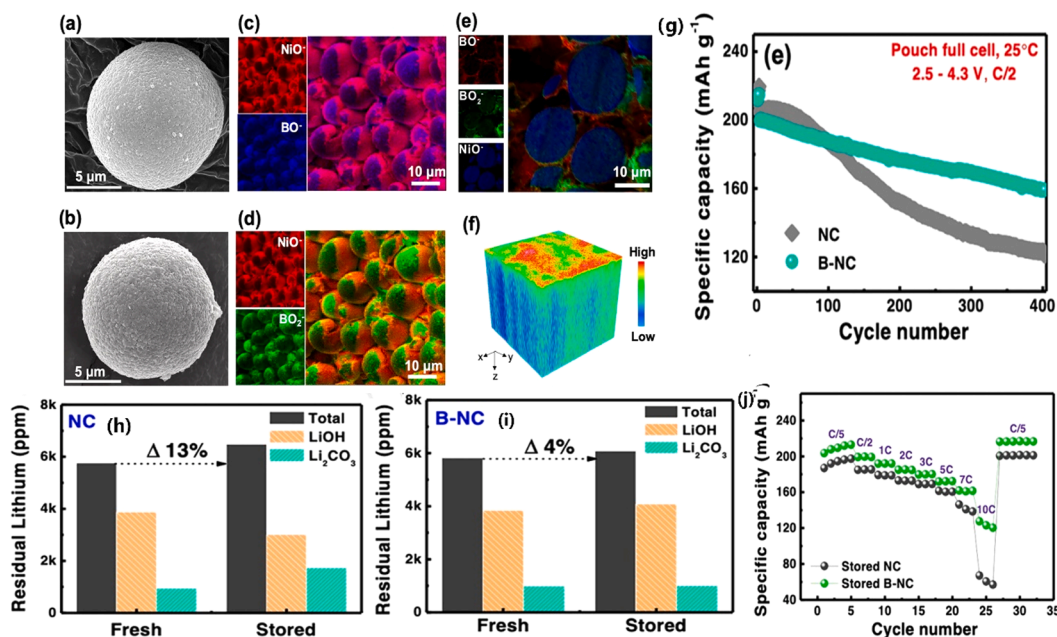 (a)
5 μm
(b)
5 μm
(c)
NiO⁻
BO⁻
10 μm
(d)
NiO⁻
BO₂⁻
10 μm
(e)
BO⁻
BO₂⁻
NiO⁻
10 μm
(f)
High
Low
x
y
z
(g)
Specific capacity (mAh g⁻¹)
240
200
160
120
(e)
Pouch full cell, 25°C
2.5 - 4.3 V, C/2
NC
B-NC
0 100 200 300 400
Cycle number
Residual Lithium (ppm)
8k
6k
4k
2k
0
NC
(h)
Total
LiOH
Li₂CO₃
Δ 13%
Fresh Stored
Residual Lithium (ppm)
8k
6k
4k
2k
0
B-NC
(i)
Total
LiOH
Li₂CO₃
Δ 4%
Fresh Stored
(j)
Specific capacity (mAh g⁻¹)
240
200
160
120
80
40
C/5
C/2
1C
2C
3C
5C
7C
10C
C/5
Stored NC
Stored B-NC
0 5 10 15 20 25 30 35
Cycle number